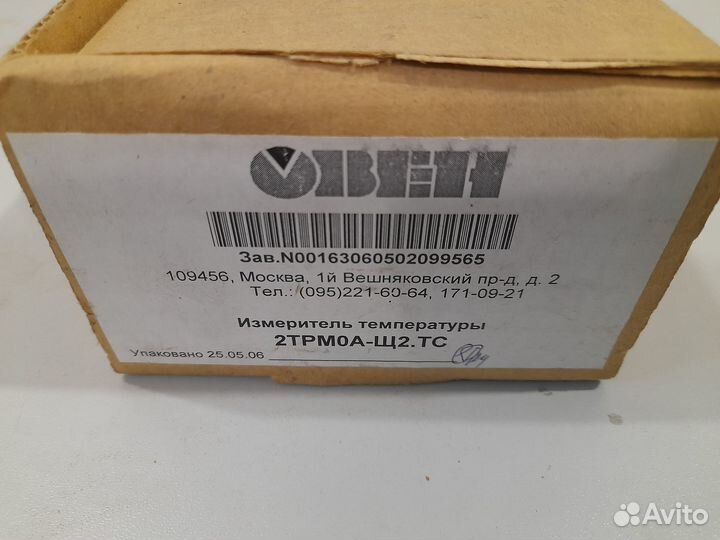 ОВЕН
Зав.N00163060502099565
109456, Москва, 1й Вешняковский пр-д, д. 2
Тел.: (095)221-60-64, 171-09-21
Измеритель температуры
2ТРМ0А-Щ2.ТС
Упаковано 25.05.06
Avito